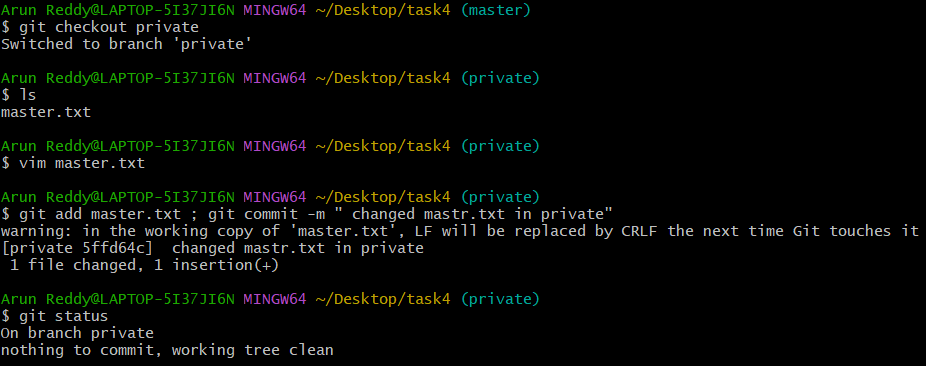 Arun Reddy@LAPTOP-5I37JI6N MINGW64 ~/Desktop/task4 (master)
$ git checkout private
Switched to branch 'private'
Arun Reddy@LAPTOP-5I37JI6N MINGW64 ~/Desktop/task4 (private)
$ ls
master.txt
Arun Reddy@LAPTOP-5I37JI6N MINGW64 ~/Desktop/task4 (private)
$ vim master.txt
Arun Reddy@LAPTOP-5I37JI6N MINGW64 ~/Desktop/task4 (private)
$ git add master.txt ; git commit -m " changed mastr.txt in private"
warning: in the working copy of 'master.txt', LF will be replaced by CRLF the next time Git touches it
[private 5ffd64c]  changed mastr.txt in private
 1 file changed, 1 insertion(+)
Arun Reddy@LAPTOP-5I37JI6N MINGW64 ~/Desktop/task4 (private)
$ git status
On branch private
nothing to commit, working tree clean